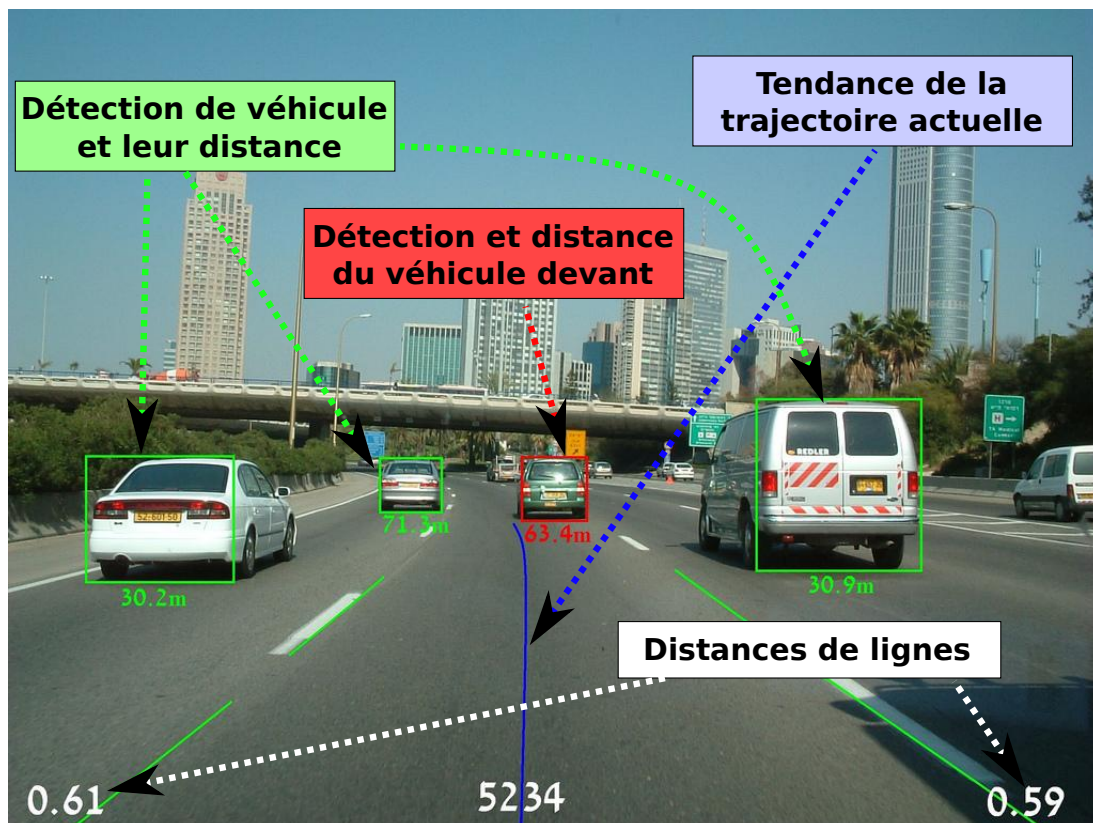 Tendance de la
trajectoire actuelle
Détection de véhicule
et leur distance
Détection et distance
du véhicule devant
REDLER
71.3m
63.4m
30.2m
30.9m
Distances de lignes
0.61
5234
0.59